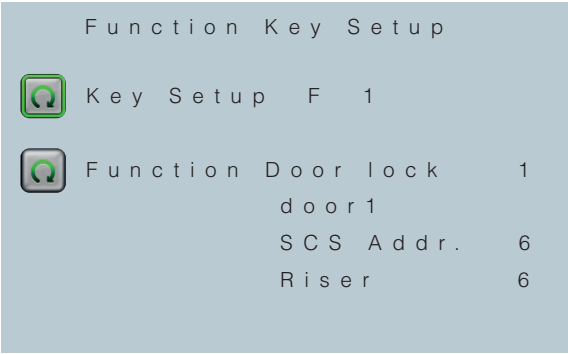 Function Key Setup
Key Setup F 1
Function Door lock 1
door1
SCS Addr. 6
Riser 6